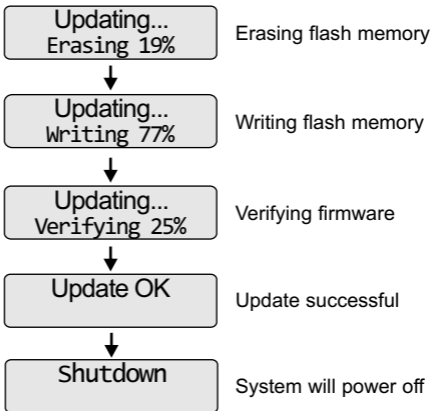 Updating...
Erasing 19%
Erasing flash memory
Updating...
Writing 77%
Writing flash memory
Updating...
Verifying 25%
Verifying firmware
Update OK
Update successful
Shutdown
System will power off